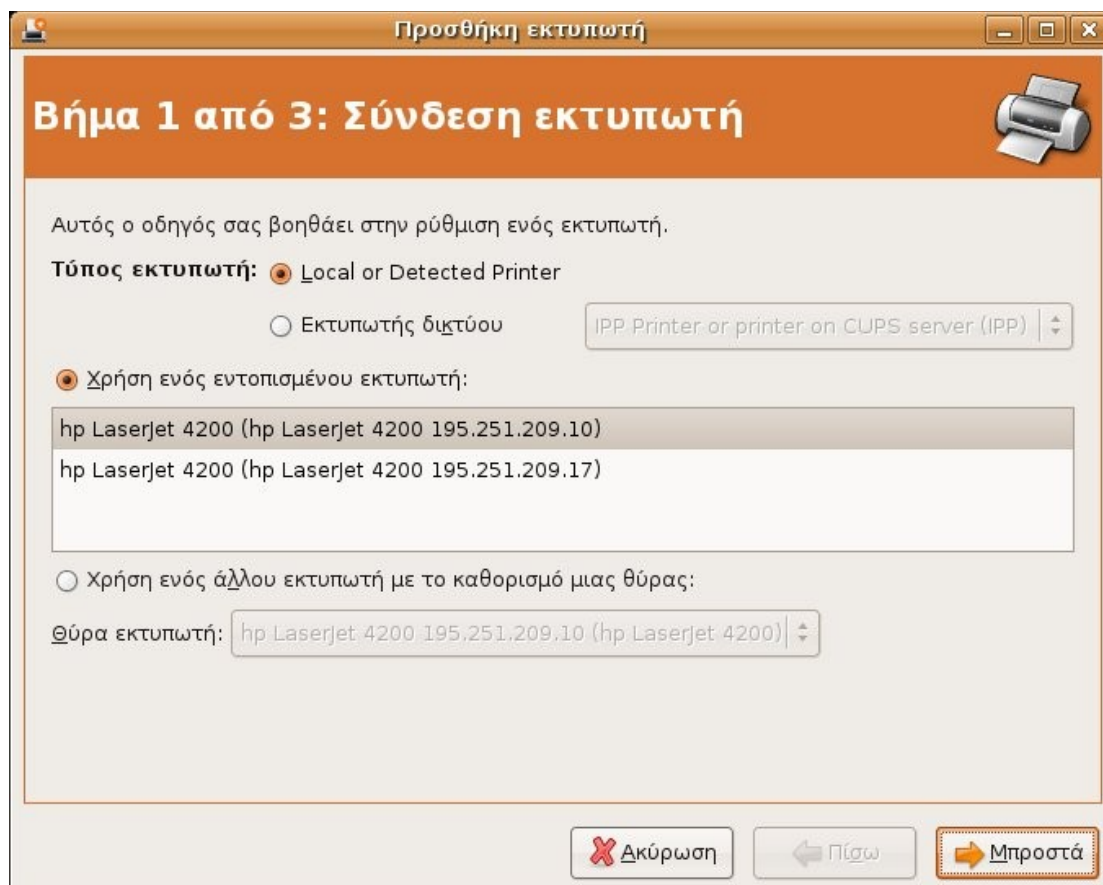 Προσθήκη εκτυπωτή
Βήμα 1 από 3: Σύνδεση εκτυπωτή
Αυτός ο οδηγός σας βοηθάει στην ρύθμιση ενός εκτυπωτή.
Τύπος εκτυπωτή: Local or Detected Printer
Εκτυπωτής δικτύου IPP Printer or printer on CUPS server (IPP)
Χρήση ενός εντοπισμένου εκτυπωτή:
hp LaserJet 4200 (hp LaserJet 4200 195.251.209.10)
hp LaserJet 4200 (hp LaserJet 4200 195.251.209.17)
Χρήση ενός άλλου εκτυπωτή με το καθορισμό μιας θύρας:
Θύρα εκτυπωτή: hp LaserJet 4200 195.251.209.10 (hp LaserJet 4200)
Ακύρωση Πίσω Μπροστά